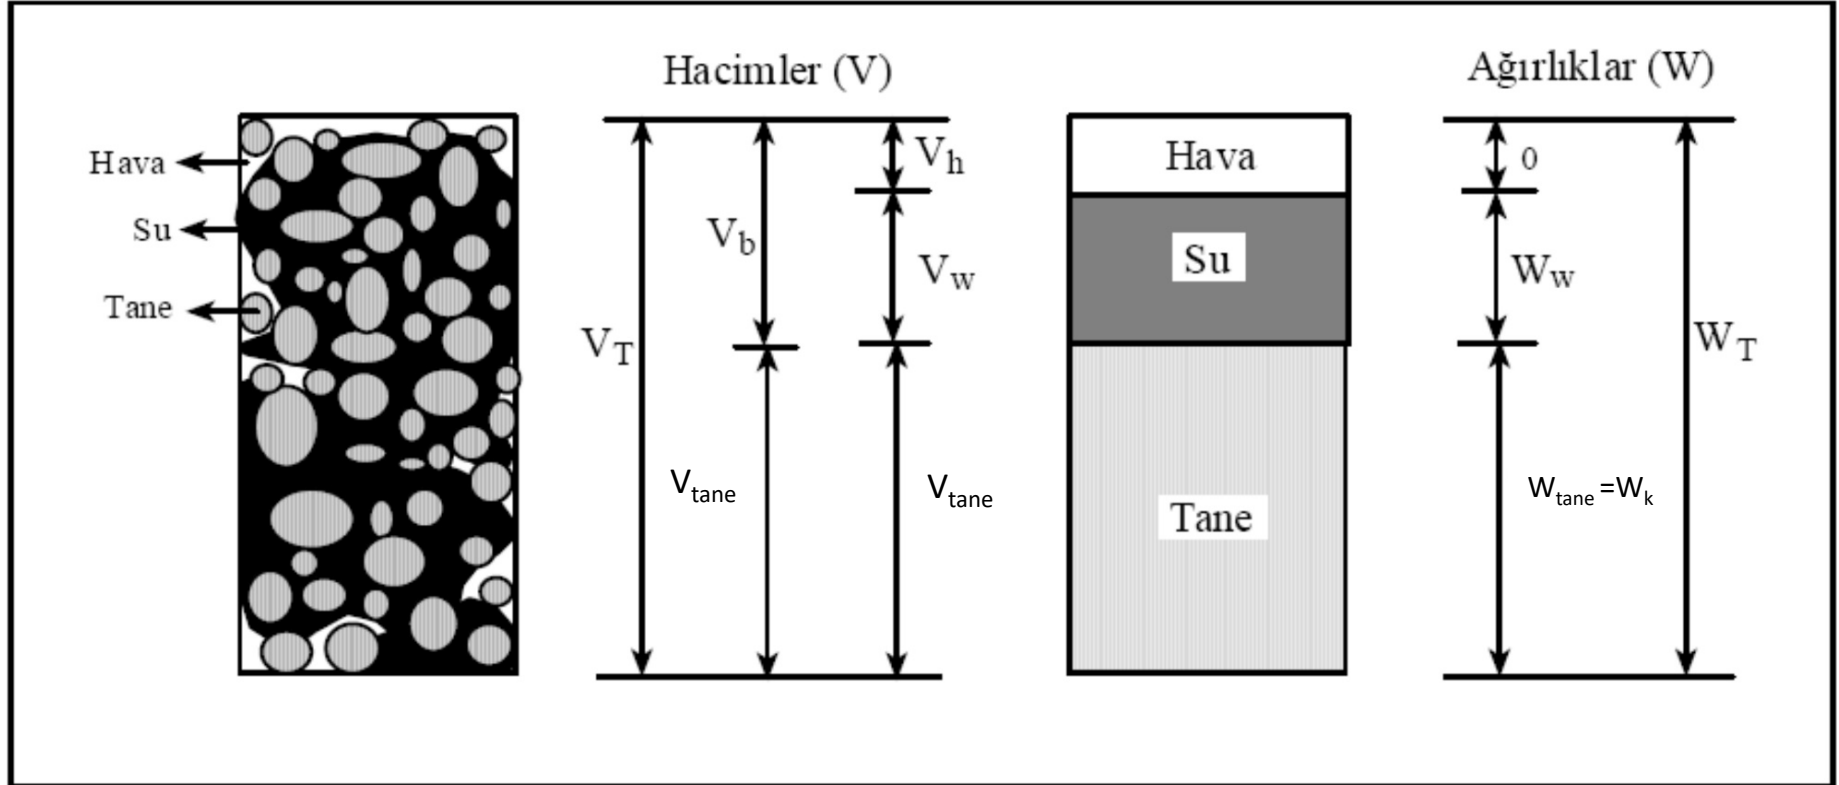 Hacimler (V)
Ağırlıklar (W)
Hava
Su
Tane
V_T
V_b
V_h
V_w
V_tane
V_tane
Hava
Su
Tane
0
W_w
W_tane =W_k
W_T